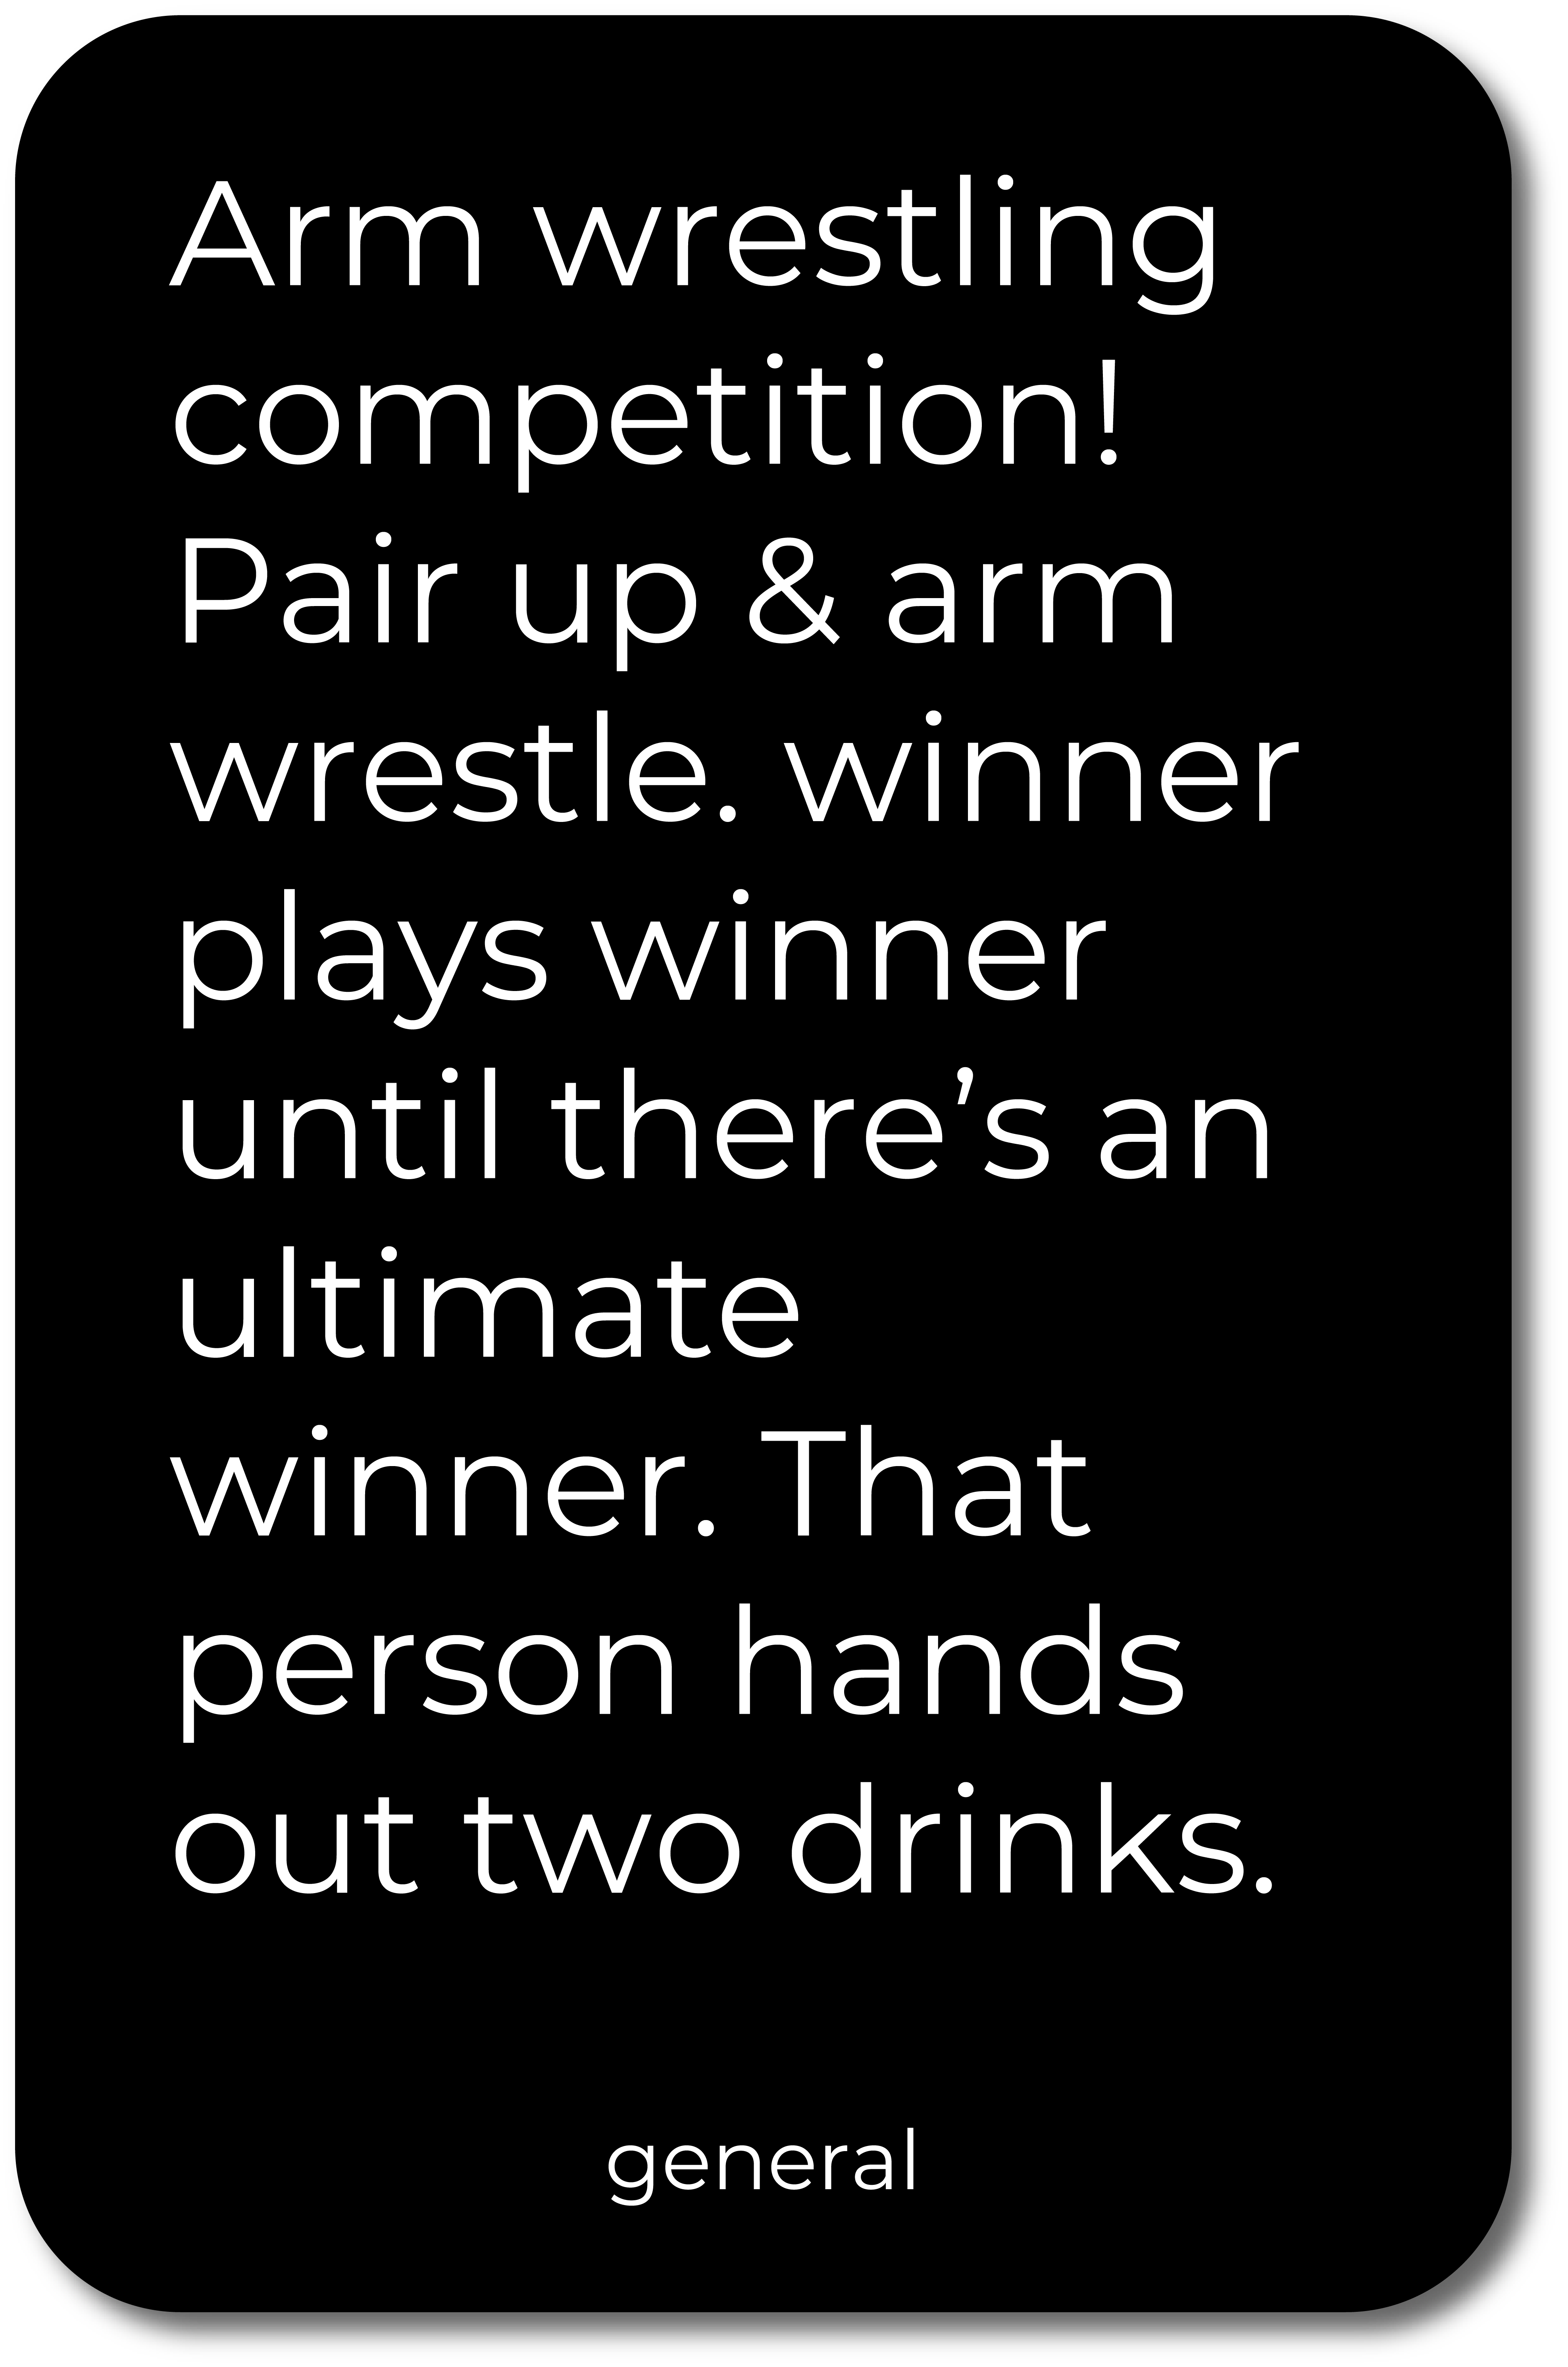 Arm wrestling
competition!
Pair up & arm
wrestle. winner
plays winner
until there’s an
ultimate
winner. That
person hands
out two drinks.
general